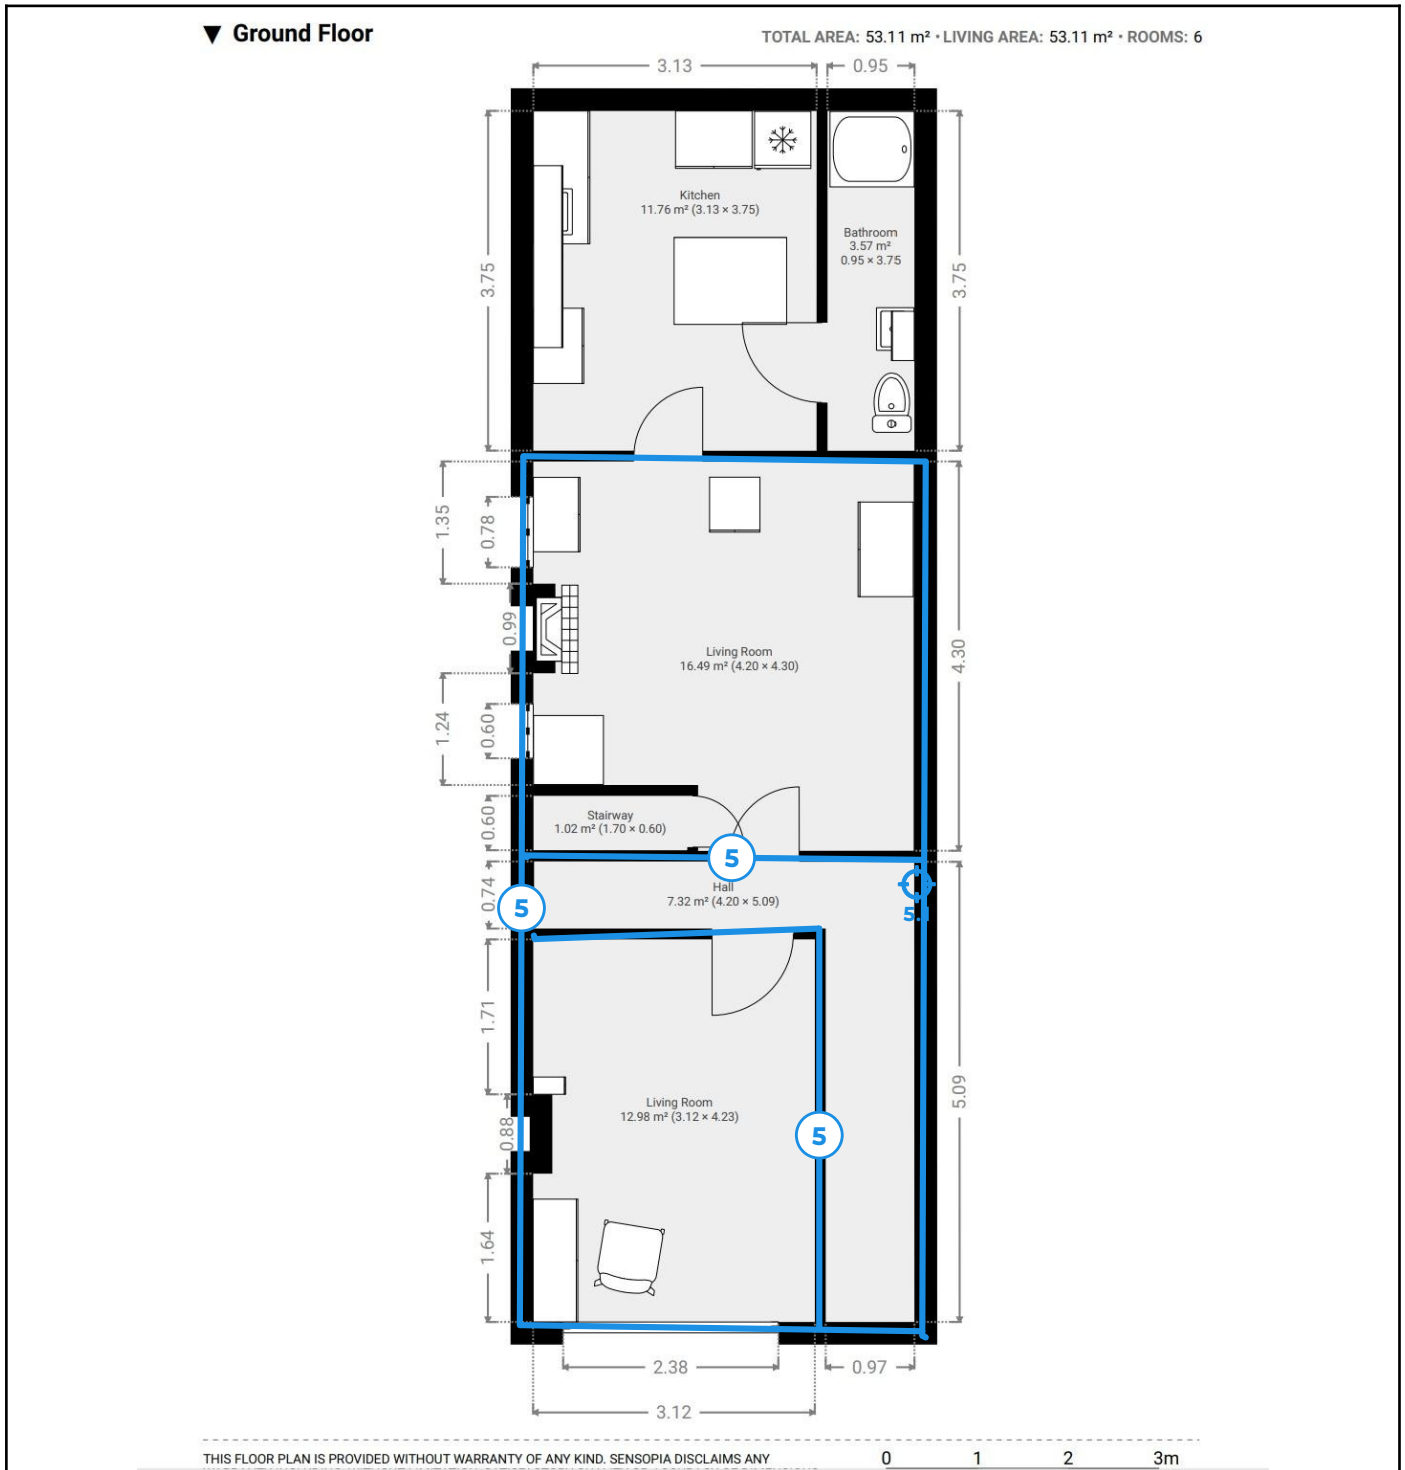 ▼ Ground Floor
TOTAL AREA: 53.11 m² • LIVING AREA: 53.11 m² • ROOMS: 6
3.13
0.95
3.75
Kitchen
11.76 m² (3.13 × 3.75)
Bathroom
3.57 m²
0.95 × 3.75
3.75
1.35
0.78
0.99
Living Room
16.49 m² (4.20 × 4.30)
4.30
1.24
0.60
0.60
Stairway
1.02 m² (1.70 × 0.60)
5
0.74
5
Hall
7.32 m² (4.20 × 5.09)
1.71
Living Room
12.98 m² (3.12 × 4.23)
0.88
5
5.09
1.64
2.38
0.97
3.12
THIS FLOOR PLAN IS PROVIDED WITHOUT WARRANTY OF ANY KIND. SENSOPIA DISCLAIMS ANY
0 1 2 3m